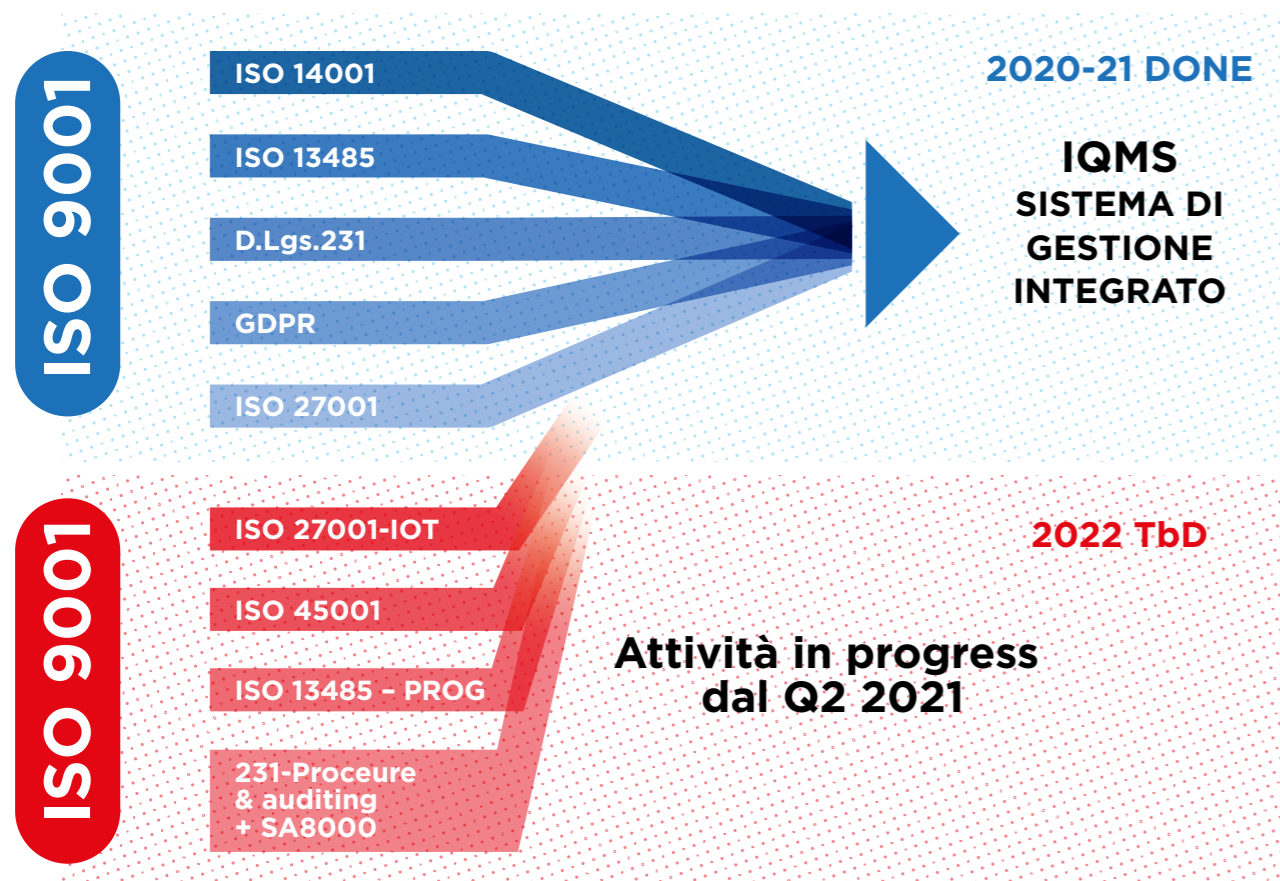 ISO 9001
ISO 14001
ISO 13485
D.Lgs.231
GDPR
ISO 27001
2020-21 DONE
IQMS
SISTEMA DI
GESTIONE
INTEGRATO
ISO 9001
ISO 27001-IOT
ISO 45001
ISO 13485 – PROG
231-Proceure
& auditing
+ SA8000
2022 TbD
Attività in progress
dal Q2 2021